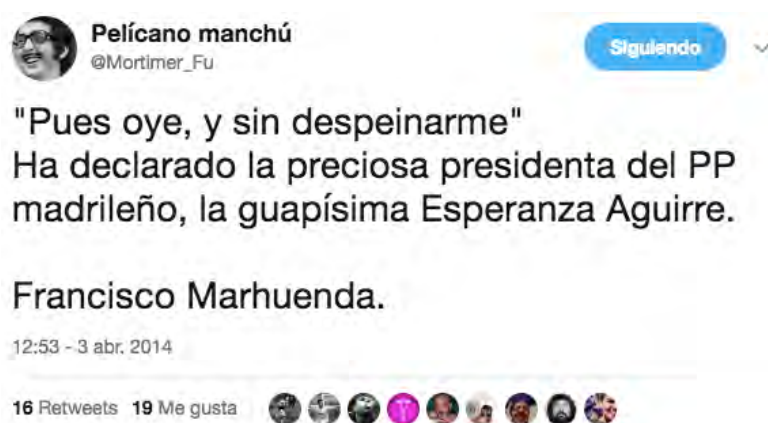 Pelícano manchú
@Mortimer_Fu
Siguiendo
"Pues oye, y sin despeinarme"
Ha declarado la preciosa presidenta del PP
madrileño, la guapísima Esperanza Aguirre.
Francisco Marhuenda.
12:53 - 3 abr. 2014
16 Retweets 19 Me gusta